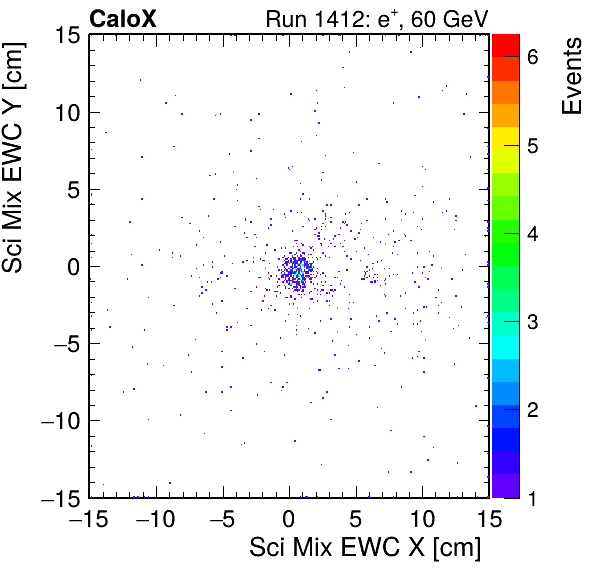 CaloX Run 1412: e+, 60 GeV
Sci Mix EWC Y [cm]
15
10
5
0
−5
−10
−15
−15 −10 −5 0 5 10 15
Sci Mix EWC X [cm]
Events
6
5
4
3
2
1